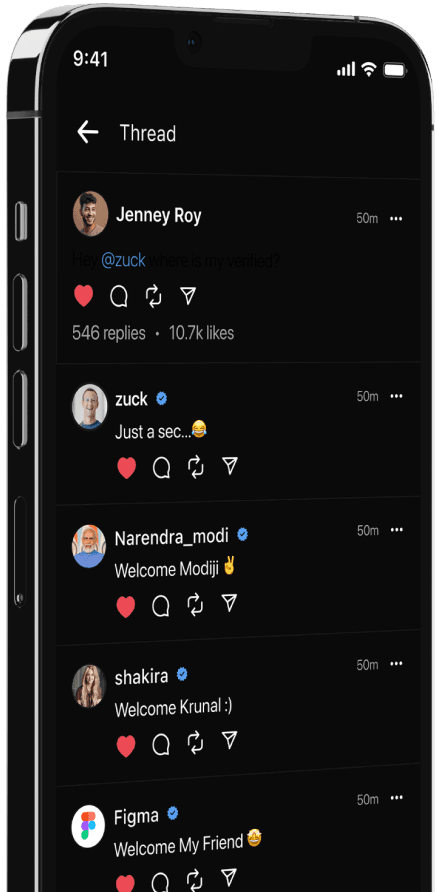 9:41
Thread
Jenney Roy 50m
Hey @zuck where is my verified?
546 replies • 10.7k likes
zuck 50m
Just a sec...😂
Narendra_modi 50m
Welcome Modiji ✌️
shakira 50m
Welcome Krunal :)
Figma 50m
Welcome My Friend 🤩